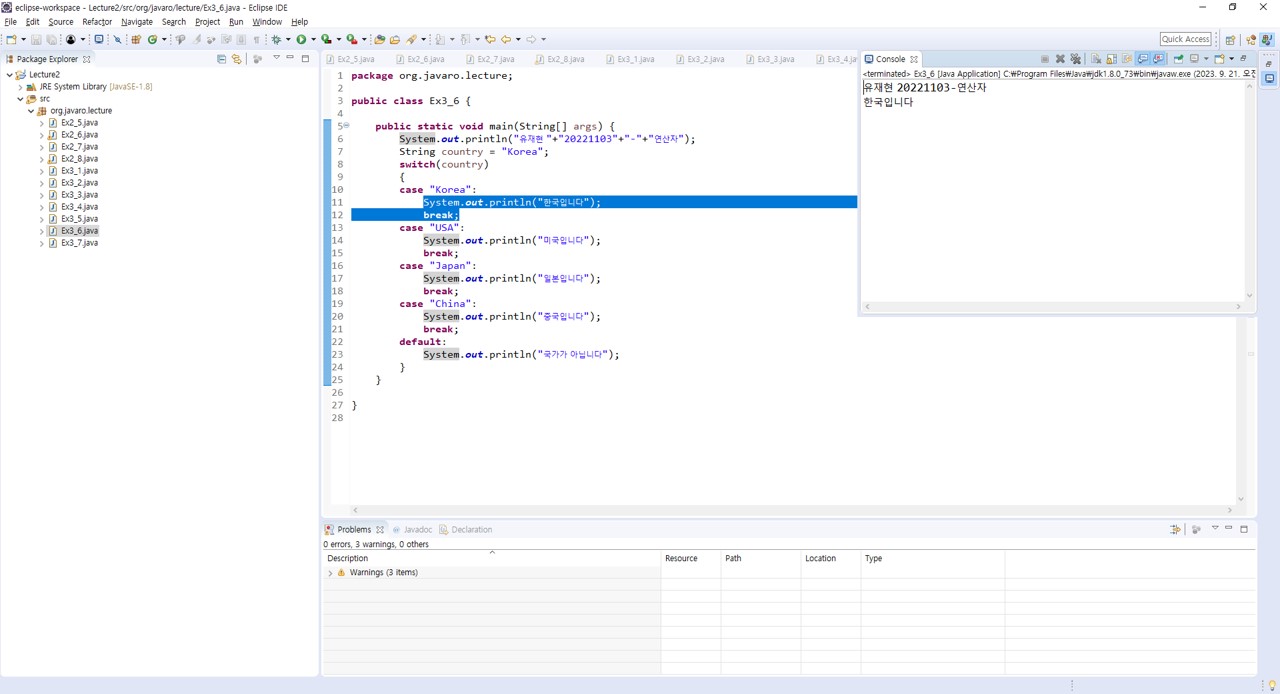 eclipse-workspace - Lecture2/src/org/javaro/lecture/Ex3_6.java - Eclipse IDE
File Edit Source Refactor Navigate Search Project Run Window Help
Quick Access
Package Explorer
Lecture2
JRE System Library [JavaSE-1.8]
src
org.javaro.lecture
Ex2_5.java
Ex2_6.java
Ex2_7.java
Ex2_8.java
Ex3_1.java
Ex3_2.java
Ex3_3.java
Ex3_4.java
Ex3_5.java
Ex3_6.java
Ex3_7.java
Ex2_5.java Ex2_6.java Ex2_7.java Ex2_8.java Ex3_1.java Ex3_2.java Ex3_3.java Ex3_4.ja
1 package org.javaro.lecture;
2
3 public class Ex3_6 {
4
5 public static void main(String[] args) {
6 System.out.println("유재현 "+"20221103"+"-"+"연산자");
7 String country = "Korea";
8 switch(country)
9 {
10 case "Korea":
11 System.out.println("한국입니다");
12 break;
13 case "USA":
14 System.out.println("미국입니다");
15 break;
16 case "Japan":
17 System.out.println("일본입니다");
18 break;
19 case "China":
20 System.out.println("중국입니다");
21 break;
22 default:
23 System.out.println("국가가 아닙니다");
24 }
25 }
26
27 }
28
Console
<terminated> Ex3_6 [Java Application] C:₩Program Files₩Java₩jdk1.8.0_73₩bin₩javaw.exe (2023. 9. 21. 오전
유재현 20221103-연산자
한국입니다
Problems Javadoc Declaration
0 errors, 3 warnings, 0 others
Description Resource Path Location Type
Warnings (3 items)